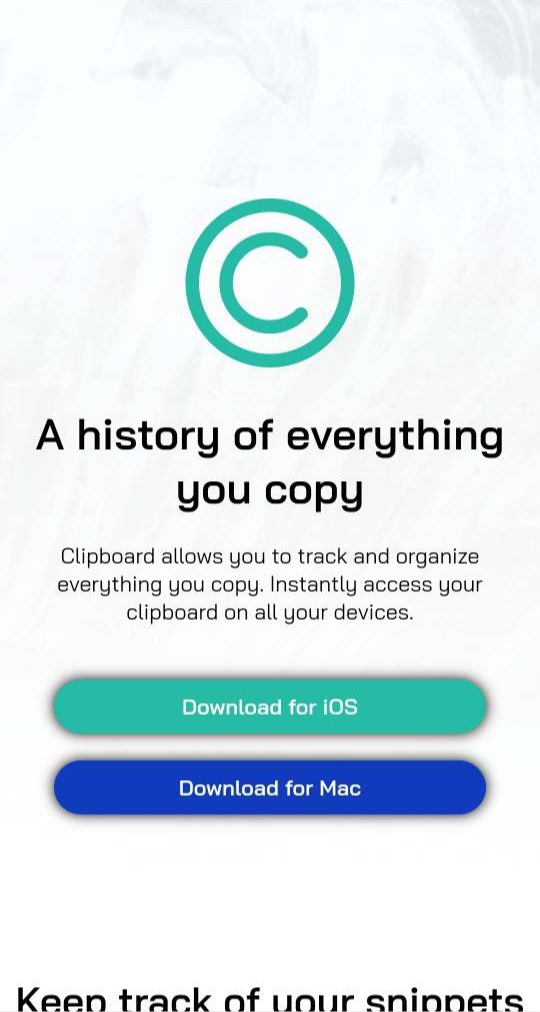 A history of everything
you copy
Clipboard allows you to track and organize
everything you copy. Instantly access your
clipboard on all your devices.
Download for iOS
Download for Mac
Keep track of your snippets